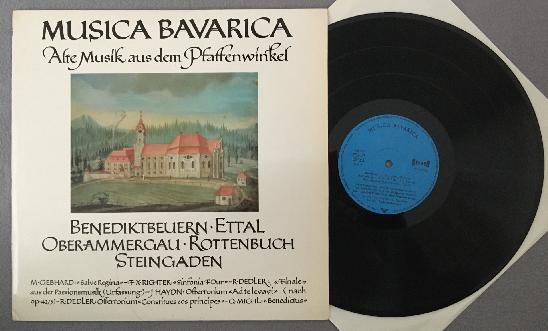 MUSICA BAVARICA
Alte Musik aus dem Pfaffenwinkel
BENEDIKTBEUERN · ETTAL
OBERAMMERGAU · ROTTENBUCH
STEINGADEN
M·GEBHARD »Salve Regina« – F·X·RICHTER »Sinfonia FDur« – R·DEDLER »Finale«
aus der Passionsmusik (Urfassung) – J·HAYDN · Offertorium »Ad te levavi« (nach
op·42/5) – R·DEDLER · Offertorium »Constitues eos principes« – Q·MICHL »Benedictus«
MUSICA BAVARICA